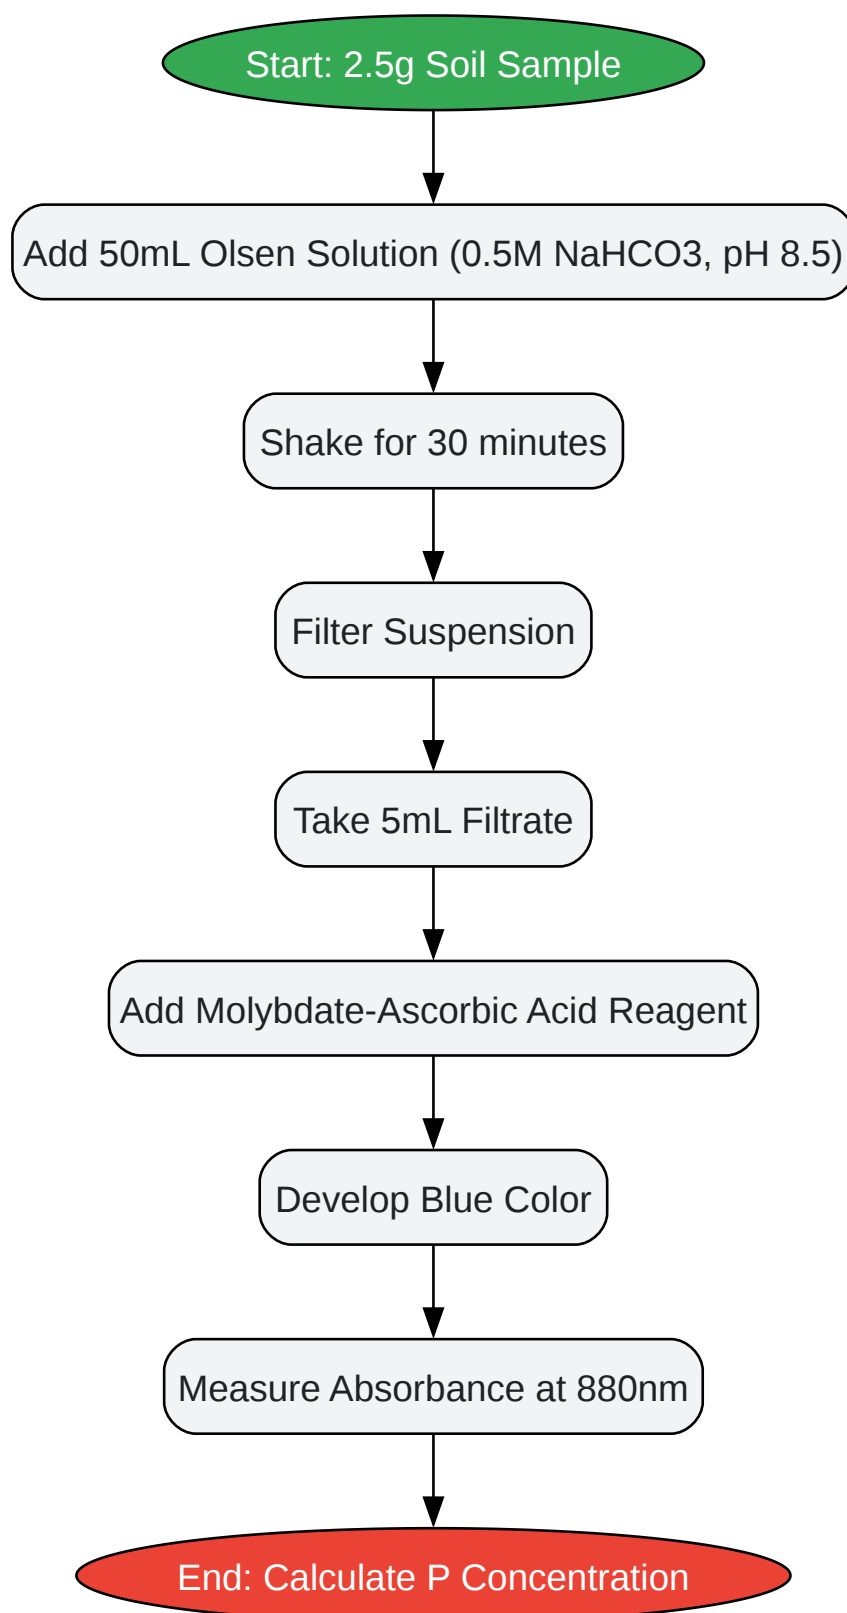 Start: 2.5g Soil Sample
Add 50mL Olsen Solution (0.5M NaHCO3, pH 8.5)
Shake for 30 minutes
Filter Suspension
Take 5mL Filtrate
Add Molybdate-Ascorbic Acid Reagent
Develop Blue Color
Measure Absorbance at 880nm
End: Calculate P Concentration